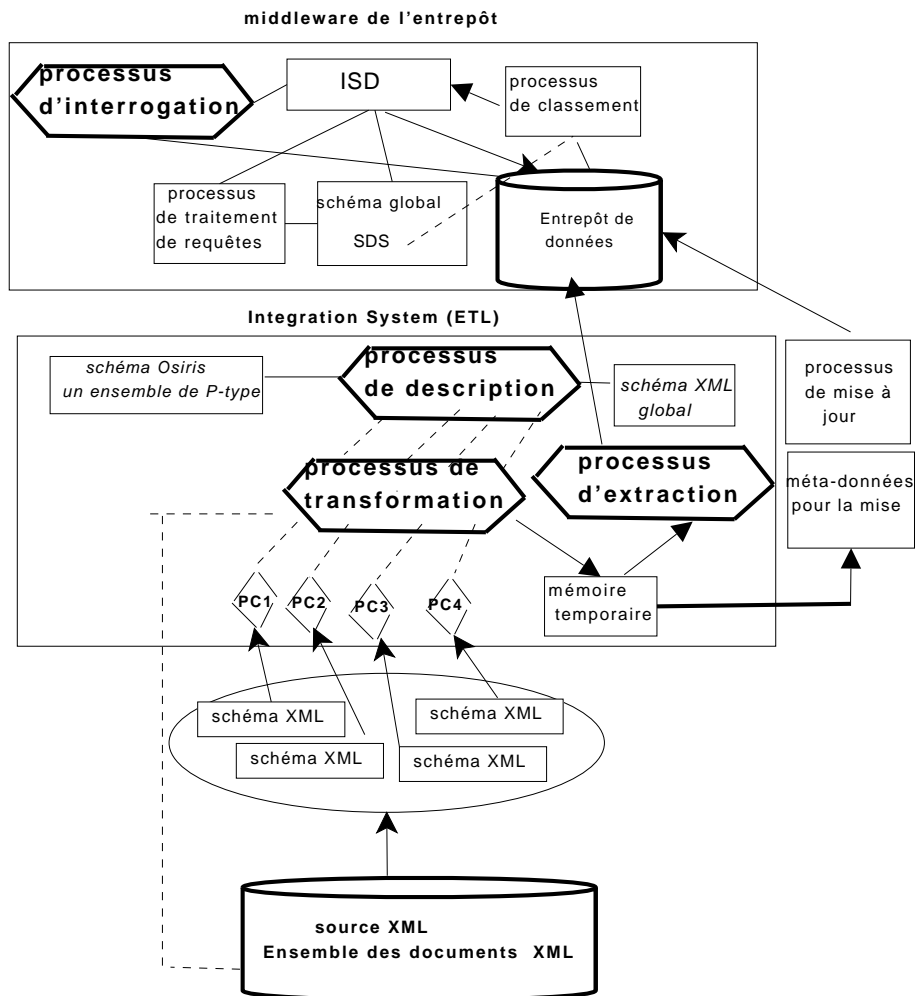 middleware de l'entrepôt
processus
d'interrogation
ISD
processus
de classement
processus
de traitement
de requêtes
schéma global
SDS
Entrepôt de
données
Integration System (ETL)
schéma Osiris
un ensemble de P-type
processus
de description
schéma XML
global
processus
de mise à
jour
processus de
transformation
processus
d'extraction
méta-données
pour la mise
PC1
PC2
PC3
PC4
mémoire
temporaire
schéma XML
schéma XML
schéma XML
schéma XML
source XML
Ensemble des documents XML